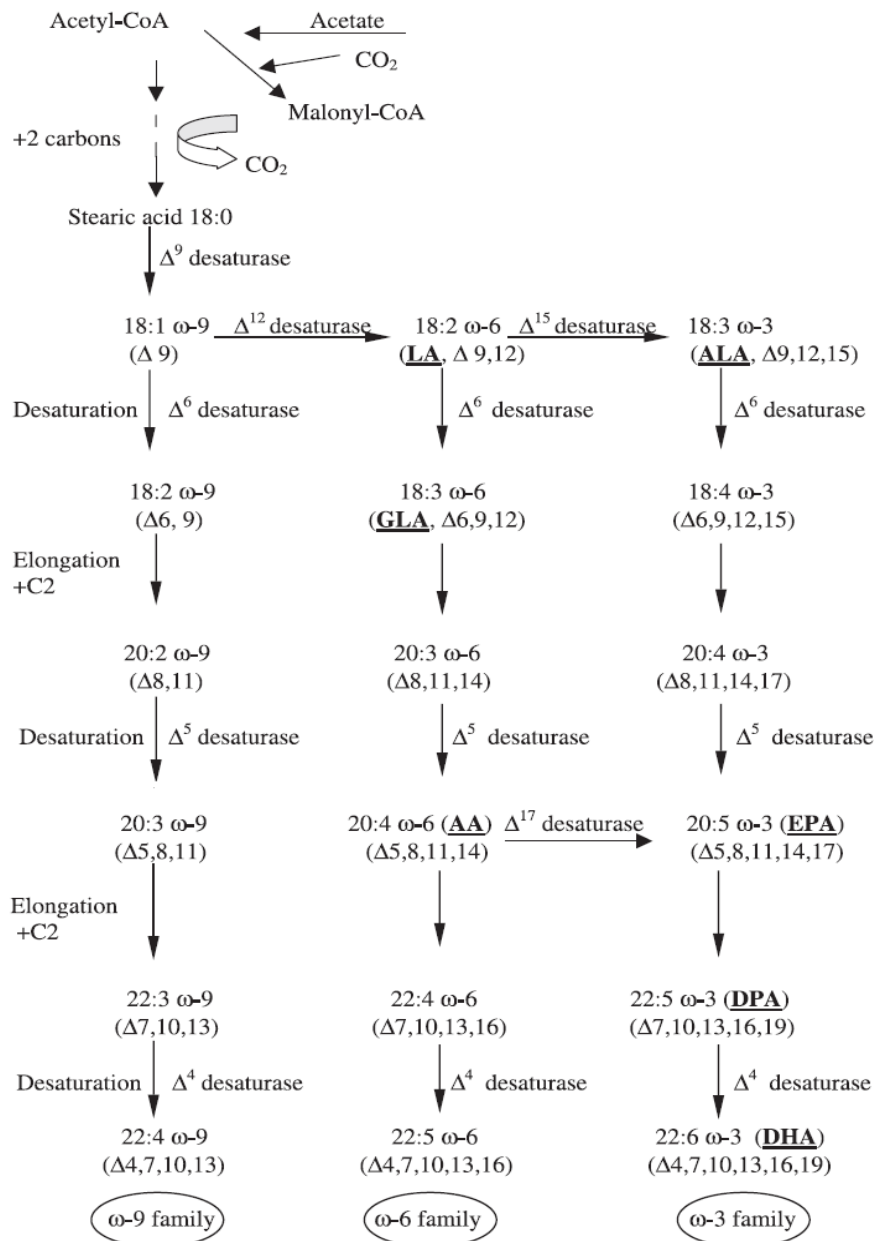 Acetyl-CoA Acetate
CO₂
Malonyl-CoA
+2 carbons
CO₂
Stearic acid 18:0
Δ⁹ desaturase
18:1 ω-9 Δ¹² desaturase 18:2 ω-6 Δ¹⁵ desaturase 18:3 ω-3
(Δ 9) (LA, Δ 9,12) (ALA, Δ9,12,15)
Desaturation Δ⁶ desaturase Δ⁶ desaturase Δ⁶ desaturase
18:2 ω-9 18:3 ω-6 18:4 ω-3
(Δ6, 9) (GLA, Δ6,9,12) (Δ6,9,12,15)
Elongation
+C2
20:2 ω-9 20:3 ω-6 20:4 ω-3
(Δ8,11) (Δ8,11,14) (Δ8,11,14,17)
Desaturation Δ⁵ desaturase Δ⁵ desaturase Δ⁵ desaturase
20:3 ω-9 20:4 ω-6 (AA) Δ¹⁷ desaturase 20:5 ω-3 (EPA)
(Δ5,8,11) (Δ5,8,11,14) (Δ5,8,11,14,17)
Elongation
+C2
22:3 ω-9 22:4 ω-6 22:5 ω-3 (DPA)
(Δ7,10,13) (Δ7,10,13,16) (Δ7,10,13,16,19)
Desaturation Δ⁴ desaturase Δ⁴ desaturase Δ⁴ desaturase
22:4 ω-9 22:5 ω-6 22:6 ω-3 (DHA)
(Δ4,7,10,13) (Δ4,7,10,13,16) (Δ4,7,10,13,16,19)
ω-9 family ω-6 family ω-3 family